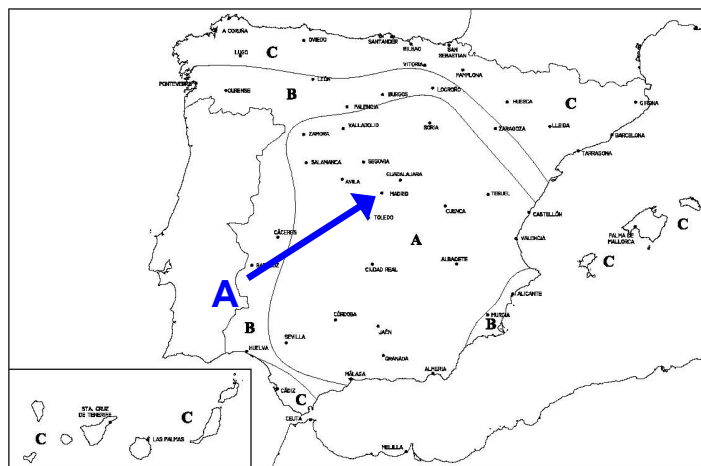 A CORUÑA
OVIEDO
SANTANDER
BILBAO
SAN
SEBASTIAN
C
LUGO
VITORIA
PAMPLONA
PONTEVEDRA
LEÓN
OURENSE
B
BURGOS
LOGROÑO
HUESCA
C
GIRONA
PALENCIA
ZAMORA
VALLADOLID
SORIA
ZARAGOZA
LLEIDA
BARCELONA
TARRAGONA
SALAMANCA
SEGOVIA
AVILA
GUADALAJARA
MADRID
TERUEL
CUENCA
CASTELLÓN
TOLEDO
CÁCERES
A
VALENCIA
PALMA DE
MALLORCA
C
C
CIUDAD REAL
ALBACETE
A
ALICANTE
MURCIA
B
B
CÓRDOBA
JAÉN
SEVILLA
HUELVA
GRANADA
MÁLAGA
ALMERIA
CÁDIZ
C
CEUTA
MELILLA
STA. CRUZ
DE TENERIFE
C
LAS PALMAS
C